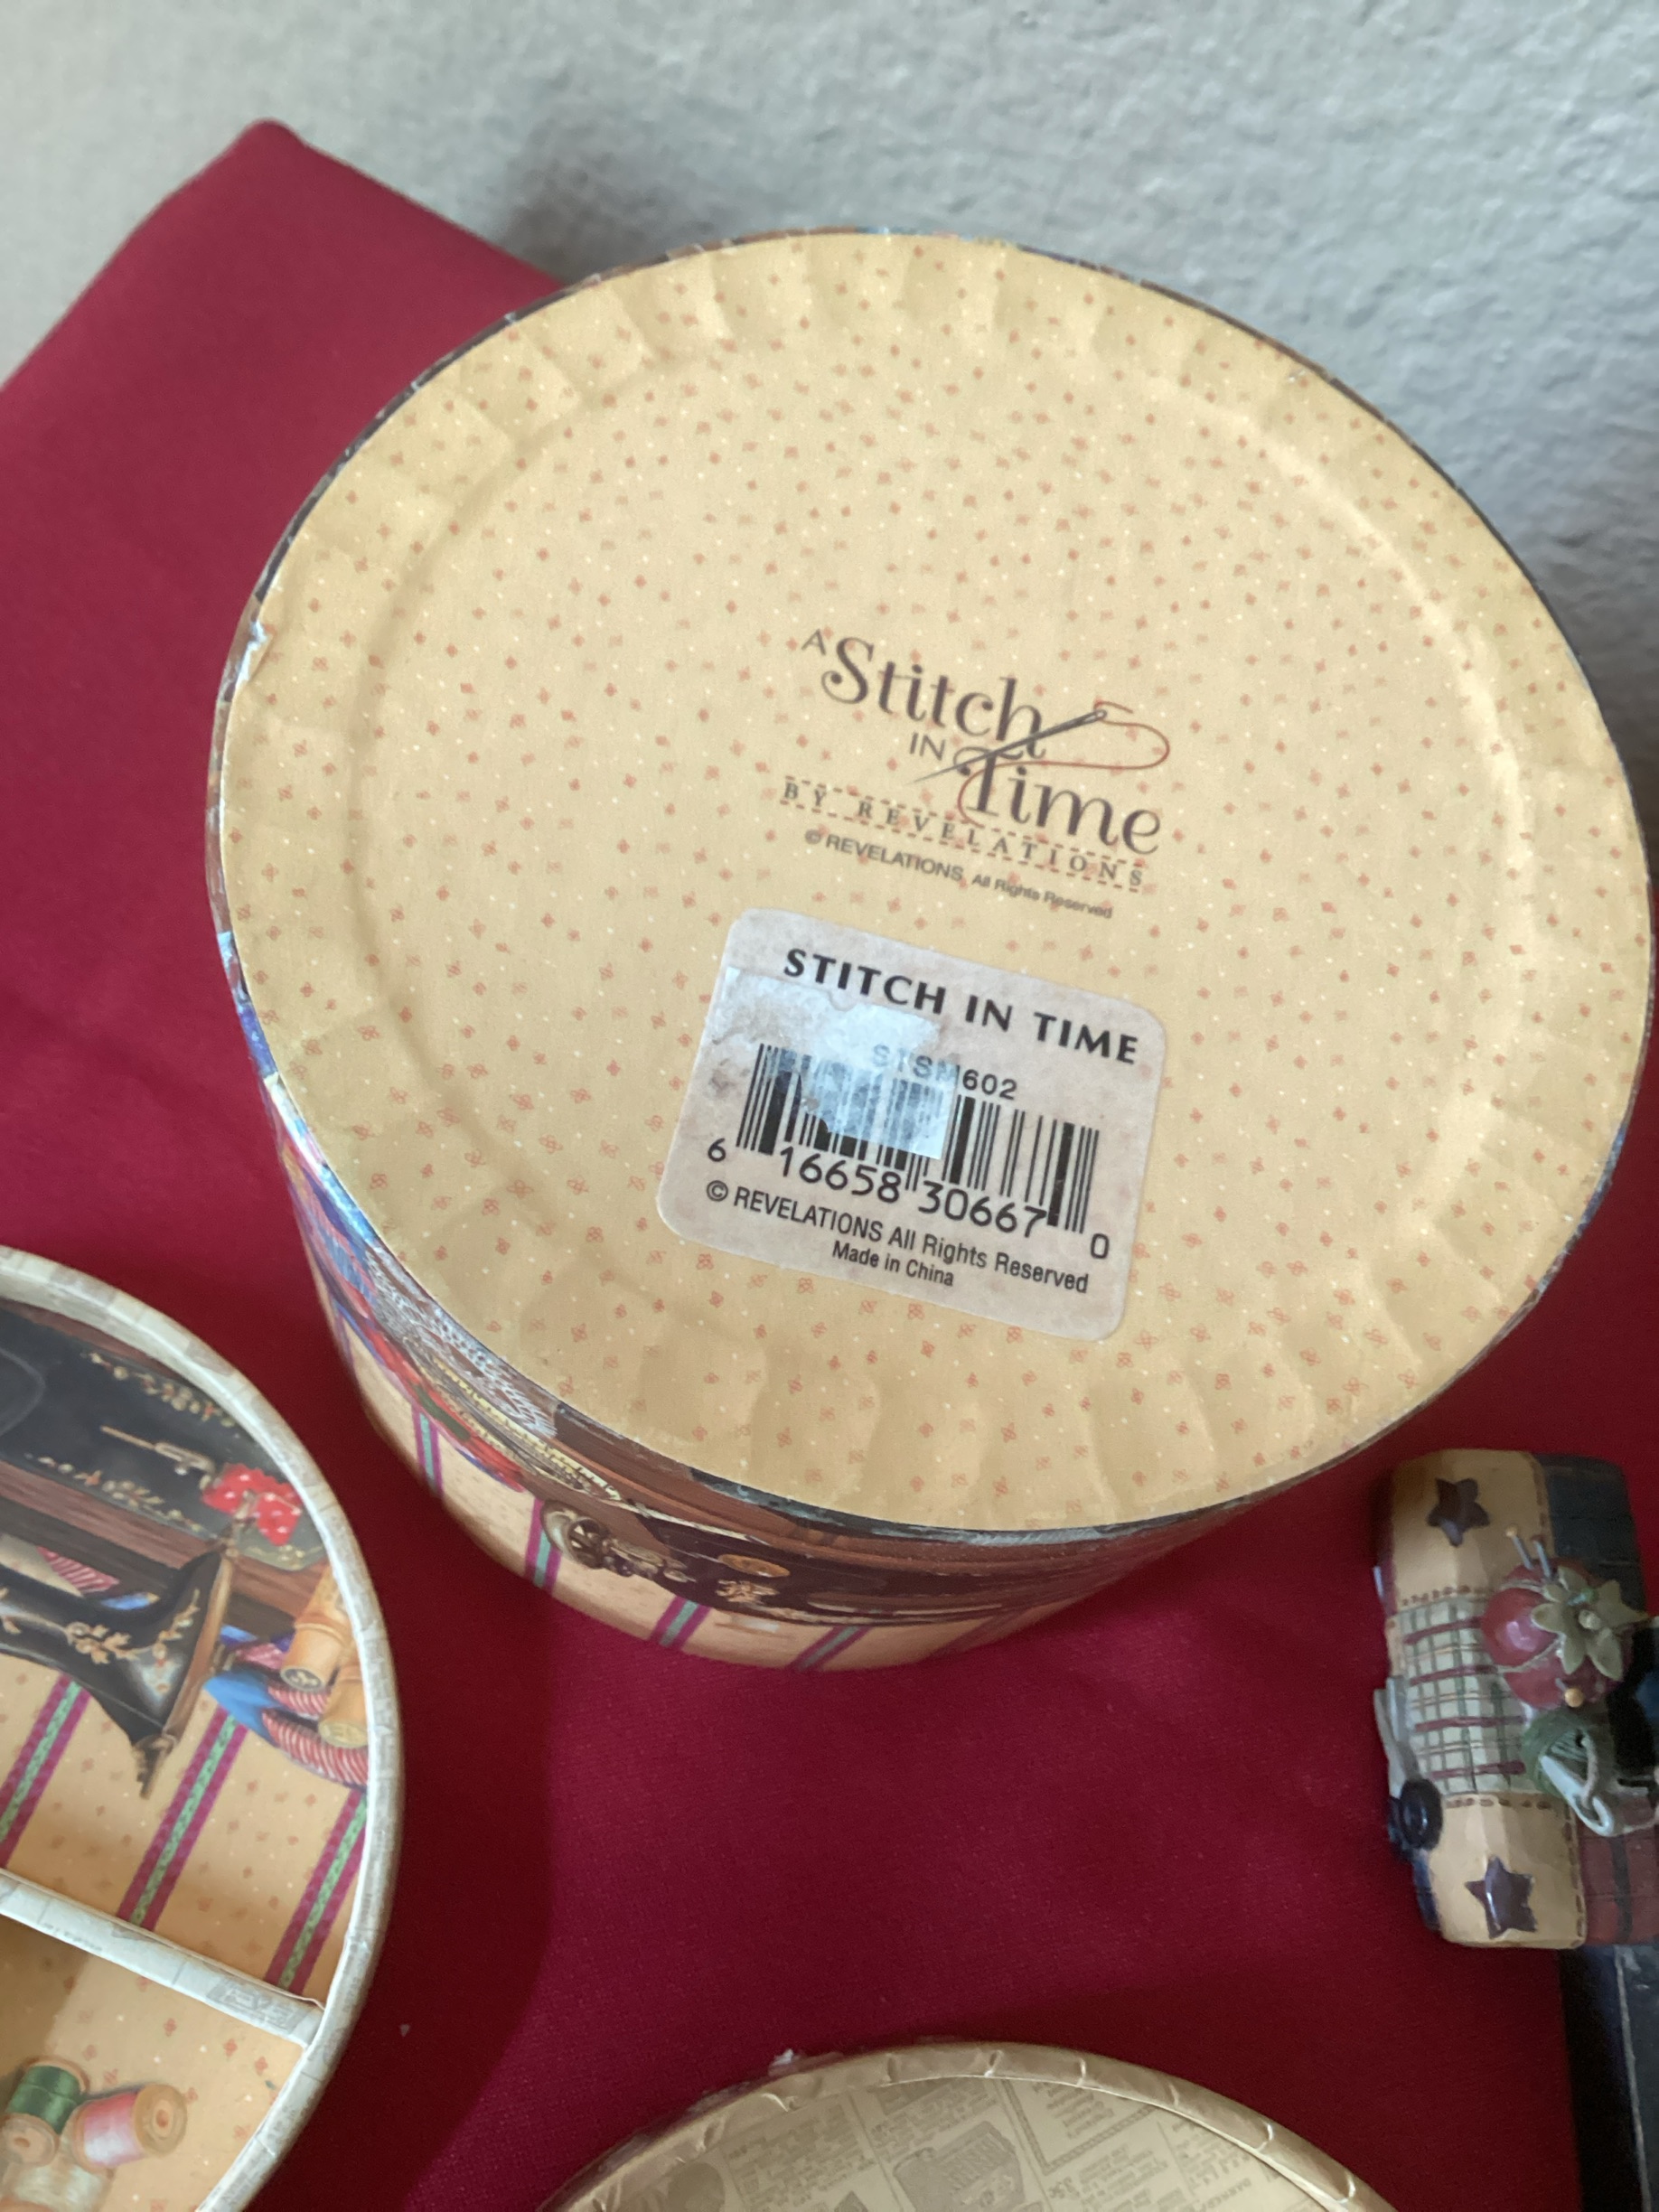 A Stitch
IN Time
BY REVELATIONS
© REVELATIONS. All Rights Reserved
STITCH IN TIME
STSM602
6 16658 30667 0
© REVELATIONS All Rights Reserved
Made in China